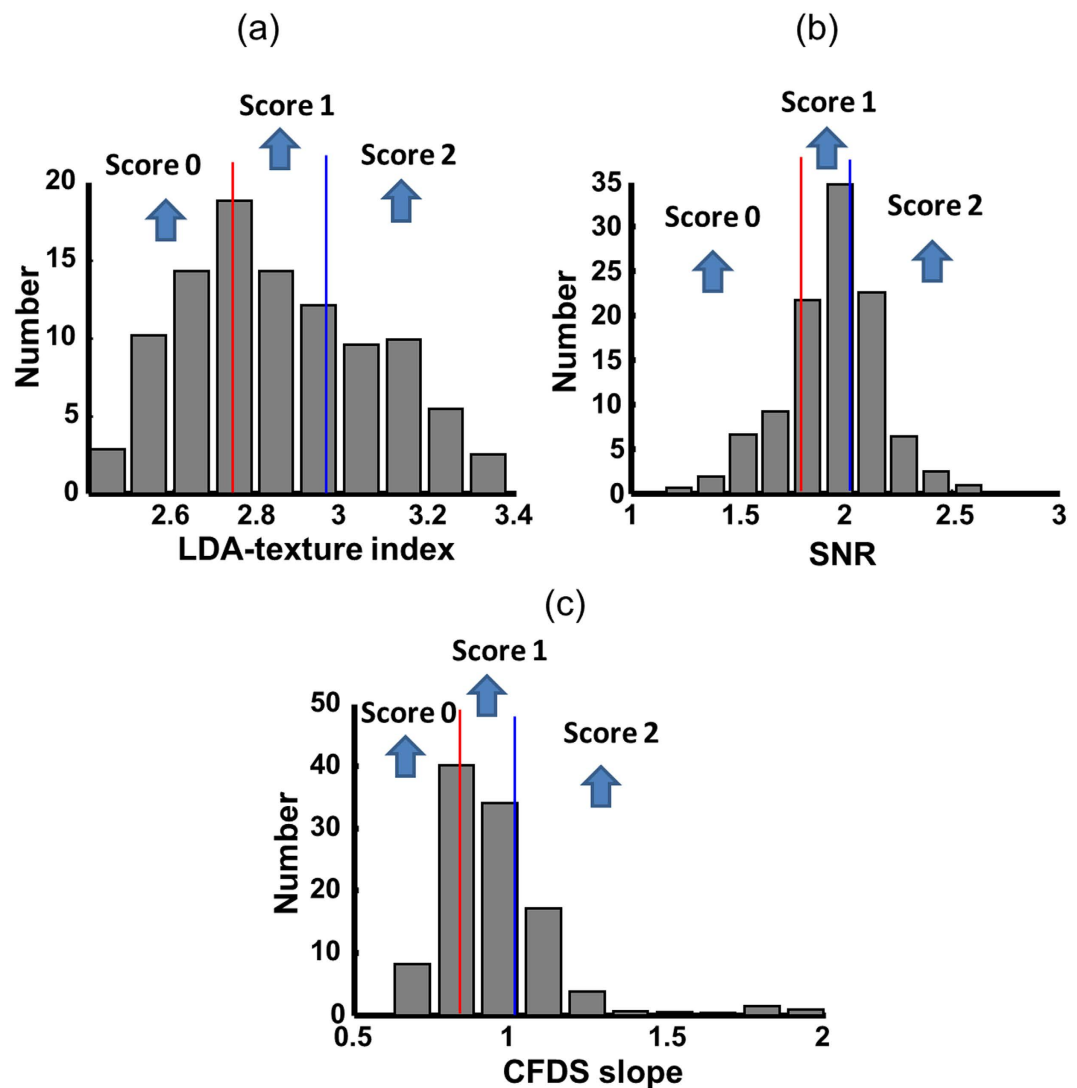 (a)
Score 0
Score 1
Score 2
20
15
10
5
0
Number
2.6 2.8 3 3.2 3.4
LDA-texture index
(b)
Score 0
Score 1
Score 2
35
30
25
20
15
10
5
0
Number
1 1.5 2 2.5 3
SNR
(c)
Score 0
Score 1
Score 2
50
40
30
20
10
0
Number
0.5 1 1.5 2
CFDS slope